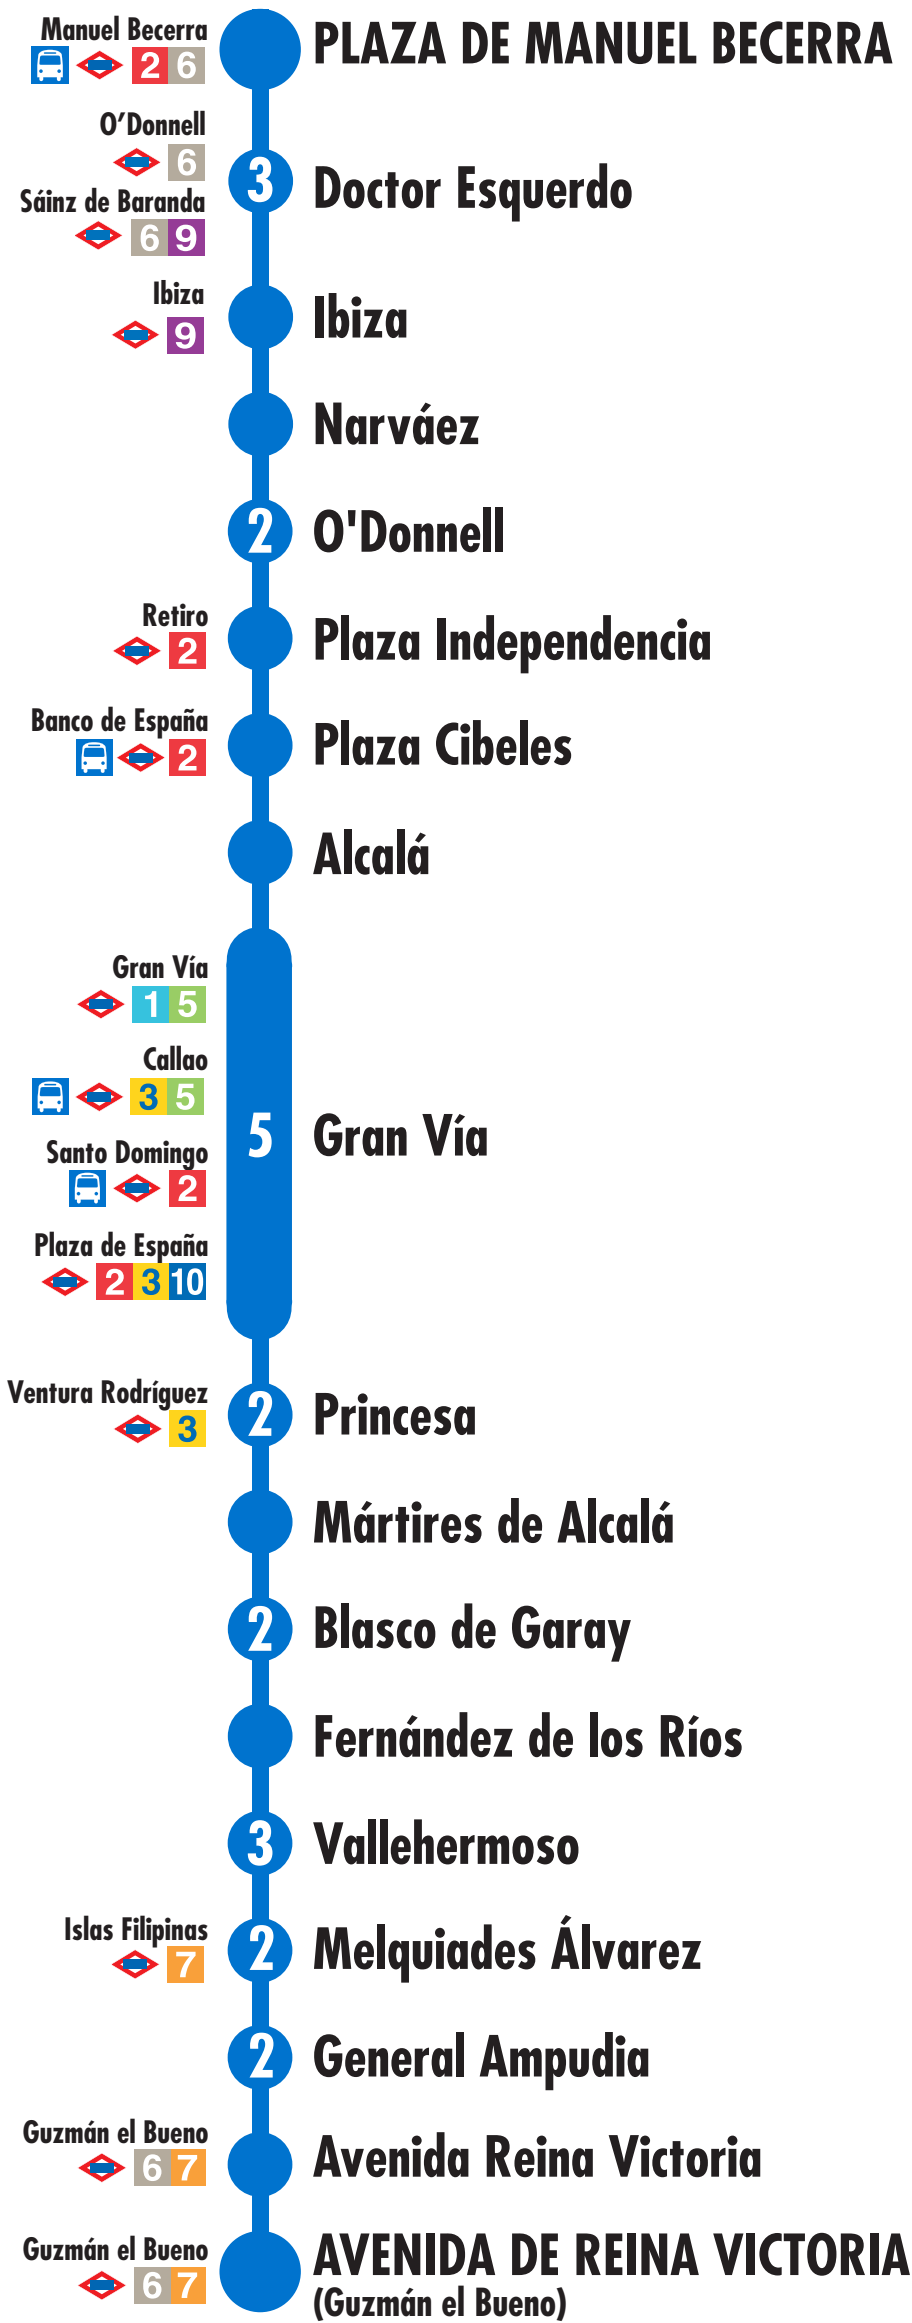 Manuel Becerra
2 6
PLAZA DE MANUEL BECERRA
O'Donnell
6
Sáinz de Baranda
6 9
3
Doctor Esquerdo
Ibiza
9
Ibiza
Narváez
2
O'Donnell
Retiro
2
Plaza Independencia
Banco de España
2
Plaza Cibeles
Alcalá
Gran Vía
1 5
Callao
3 5
Santo Domingo
2
Plaza de España
2 3 10
5
Gran Vía
Ventura Rodríguez
3
2
Princesa
Mártires de Alcalá
2
Blasco de Garay
Fernández de los Ríos
3
Vallehermoso
Islas Filipinas
7
2
Melquiades Álvarez
2
General Ampudia
Guzmán el Bueno
6 7
Avenida Reina Victoria
Guzmán el Bueno
6 7
AVENIDA DE REINA VICTORIA
(Guzmán el Bueno)